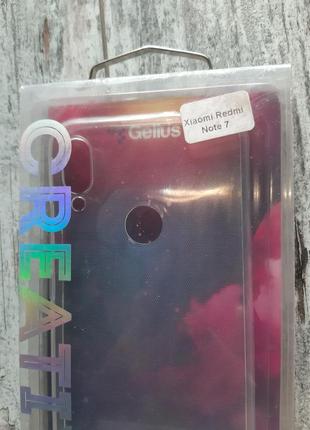 Gelius
Xiaomi Redmi
Note 7
CREATI